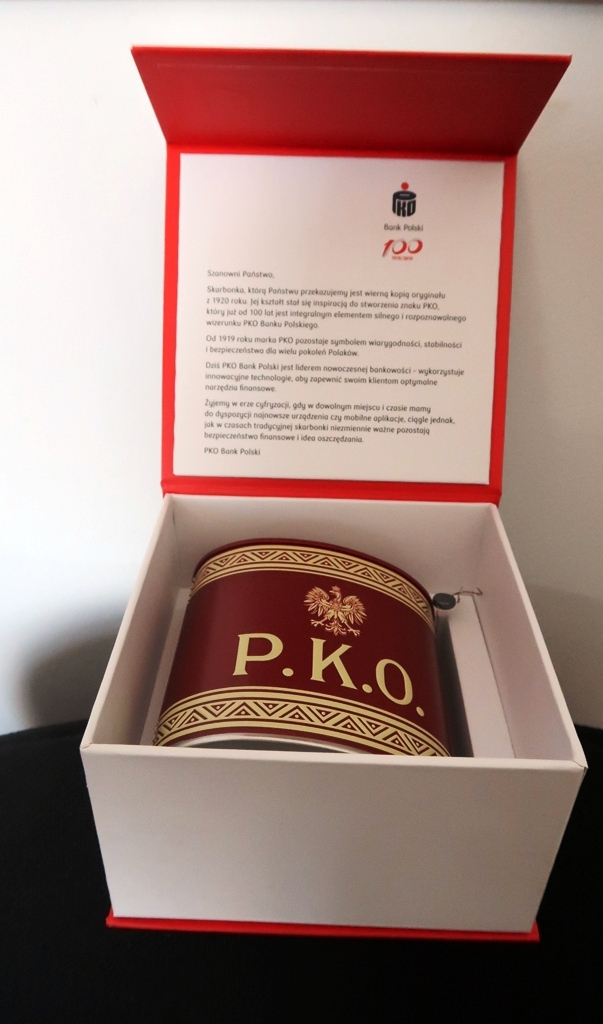 PKO
Bank Polski
100
Szanowni Państwo,
Skarbonka, którą Państwu przekazujemy jest wierną kopią oryginału
z 1920 roku. Jej kształt stał się inspiracją do stworzenia znaku PKO,
który już od 100 lat jest integralnym elementem silnego i rozpoznawalnego
wizerunku PKO Banku Polskiego.
Od 1919 roku marka PKO pozostaje symbolem wiarygodności, stabilności
i bezpieczeństwa dla wielu pokoleń Polaków.
Dziś PKO Bank Polski jest liderem nowoczesnej bankowości - wykorzystuje
innowacyjne technologie, aby zapewnić swoim klientom optymalne
narzędzia finansowe.
Żyjemy w erze cyfryzacji, gdy w dowolnym miejscu i czasie mamy
do dyspozycji najnowsze urządzenia czy mobilne aplikacje, ciągle jednak,
jak w czasach tradycyjnej skarbonki niezmiennie ważne pozostają
bezpieczeństwo finansowe i idea oszczędzania.
PKO Bank Polski
P.K.O.